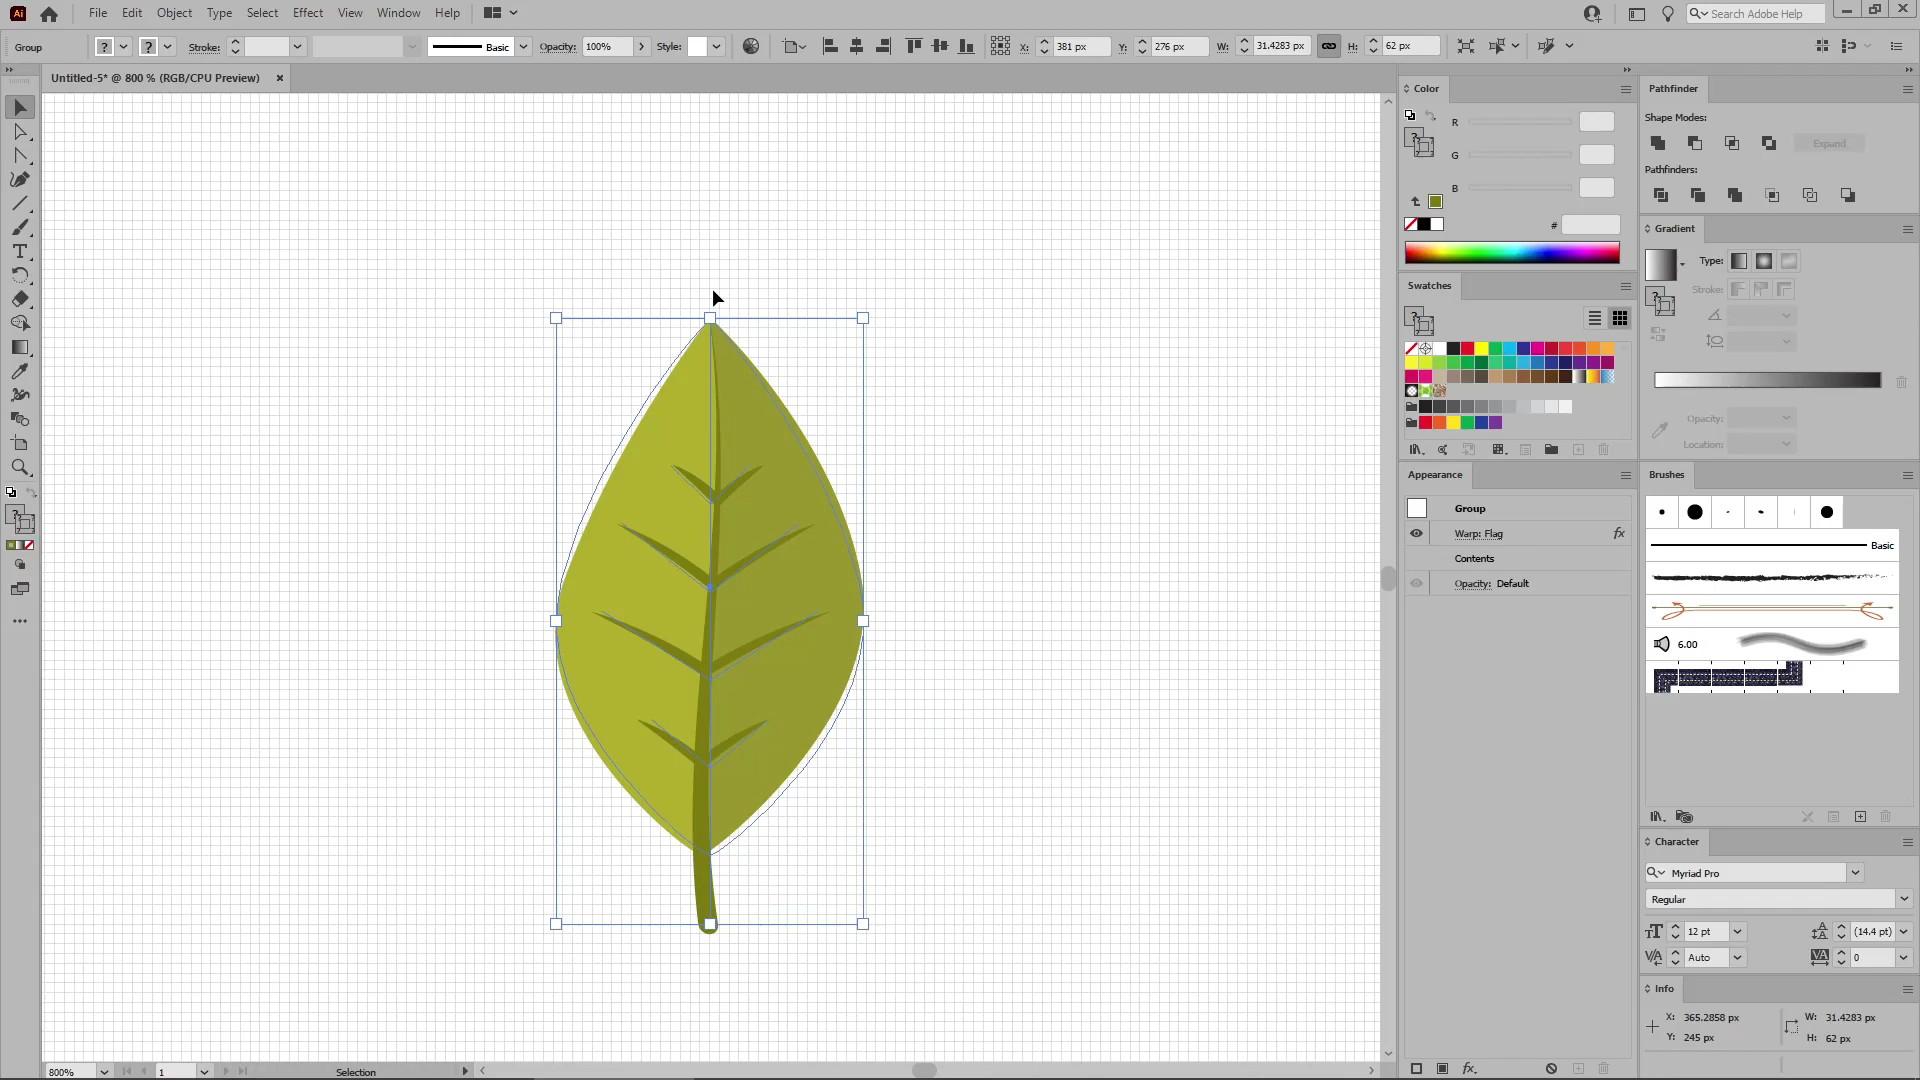 Ai File Edit Object Type Select Effect View Window Help Search Adobe Help
Group ? ? Stroke: Basic Opacity: 100% Style: X: 381 px Y: 276 px W: 31.4283 px H: 62 px
Untitled-5* @ 800 % (RGB/CPU Preview) ×
Color
R
G
B
#
Swatches
Appearance
Group
Warp: Flag fx
Contents
Opacity: Default
fx.
Pathfinder
Shape Modes:
Expand
Pathfinders:
Gradient
Type:
Stroke:
Opacity:
Location:
Brushes
Basic
6.00
Character
Myriad Pro
Regular
12 pt (14.4 pt)
Auto 0
Info
X: 365.2858 px W: 31.4283 px
Y: 245 px H: 62 px
800% 1 Selection